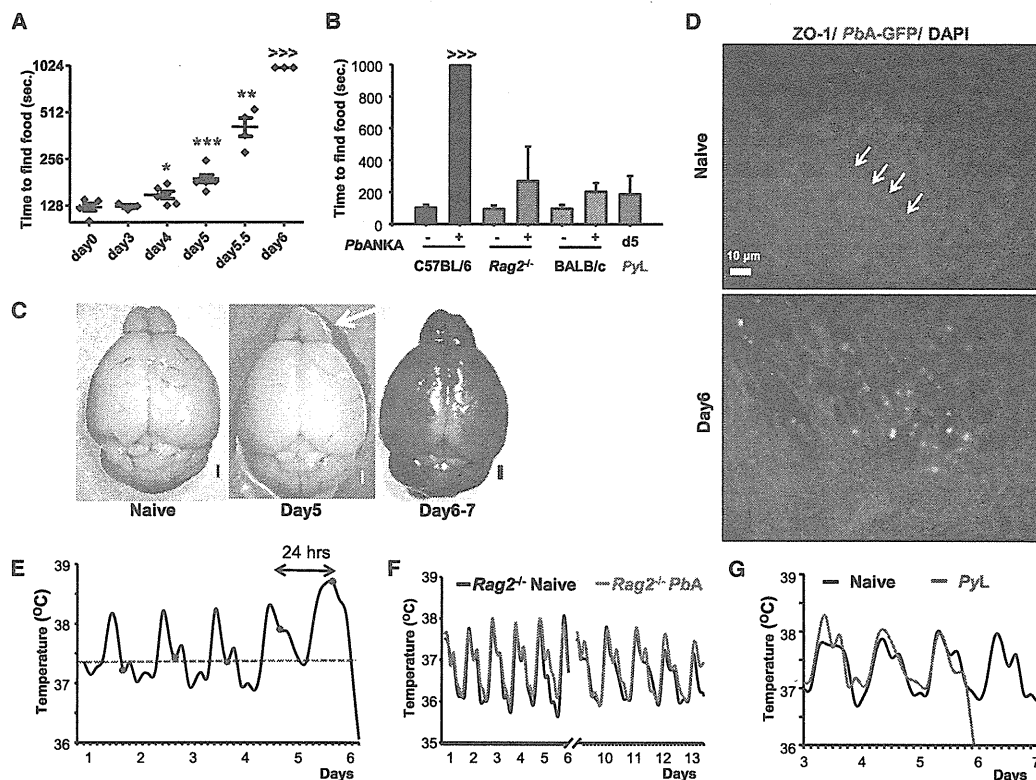 A
Time to find food (sec.)
1024
512
256
128
*
***
**
>>>
day0
day3
day4
day5
day5.5
day6
B
Time to find food (sec.)
1000
800
600
400
200
0
>>>
PbANKA
- + - + - + d5
C57BL/6 Rag2-/- BALB/c PyL
C
Naive
Day5
Day6-7
D
ZO-1/ PbA-GFP/ DAPI
Naive
10 µm
Day6
E
24 hrs
Temperature (°C)
39
38
37
36
1 2 3 4 5 6
Days
F
Rag2-/- Naive Rag2-/- PbA
Temperature (°C)
39
38
37
36
35
1 2 3 4 5 6 10 11 12 13
Days
G
Naive PyL
Temperature (°C)
39
38
37
36
3 4 5 6 7
Days